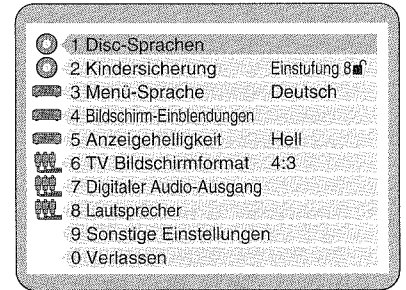 1 Disc-Sprachen
2 Kindersicherung Einstufung 8
3 Menü-Sprache Deutsch
4 Bildschirm-Einblendungen
5 Anzeigehelligkeit Hell
6 TV Bildschirmformat 4:3
7 Digitaler Audio-Ausgang
8 Lautsprecher
9 Sonstige Einstellungen
0 Verlassen